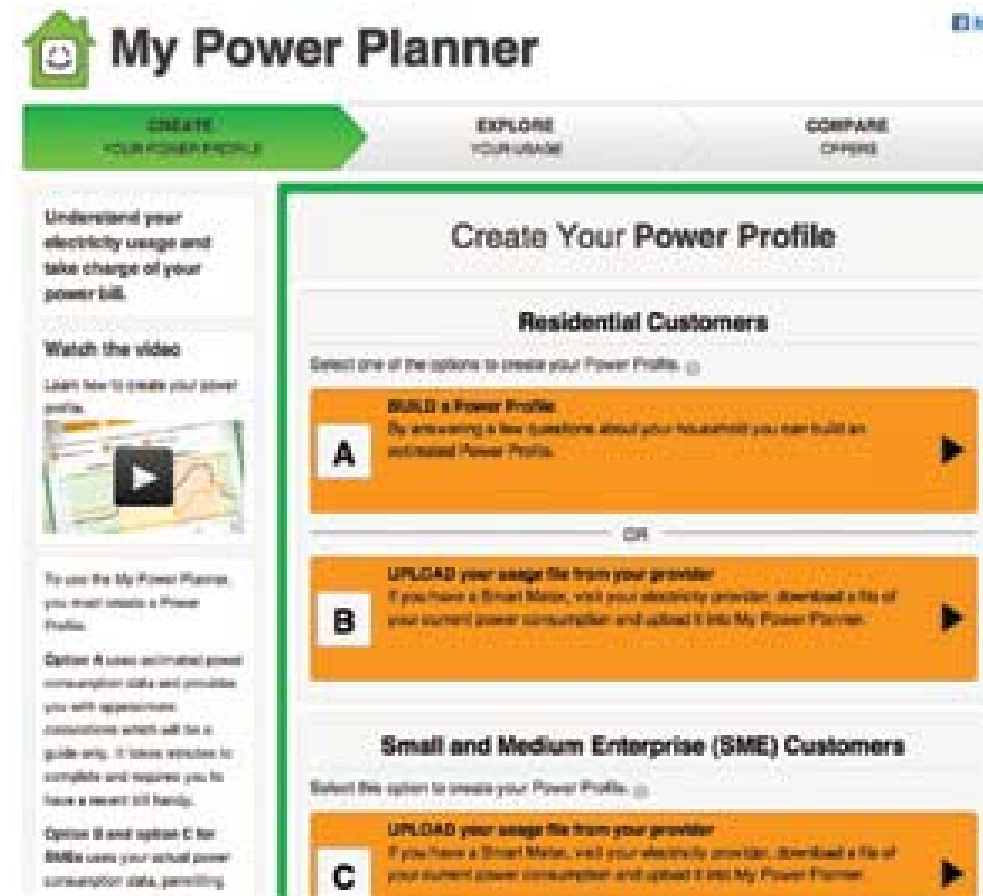 My Power Planner
CREATE
YOUR POWER PROFILE
EXPLORE
YOUR USAGE
COMPARE
OFFERS
Understand your
electricity usage and
take charge of your
power bill.
Watch the video
Learn how to create your power
profile.
To use the My Power Planner,
you must create a Power
Profile.
Option A uses estimated power
consumption data and provides
you with approximate
which will be a
guide only. It takes minutes to
complete and requires you to
have a recent bill handy.
Option B and option C for
SMEs uses your actual power
consumption data, permitting
Create Your Power Profile
Residential Customers
Select one of the options to create your Power Profile.
A
BUILD a Power Profile
By answering a few questions about your household you can build an
estimated Power Profile.
OR
B
UPLOAD your usage file from your provider
If you have a Smart Meter, visit your electricity provider, download a file of
your current power consumption and upload it into My Power Planner.
Small and Medium Enterprise (SME) Customers
Select this option to create your Power Profile.
C
UPLOAD your usage file from your provider
If you have a Smart Meter, visit your electricity provider, download a file of
your current power consumption and upload it into My Power Planner.